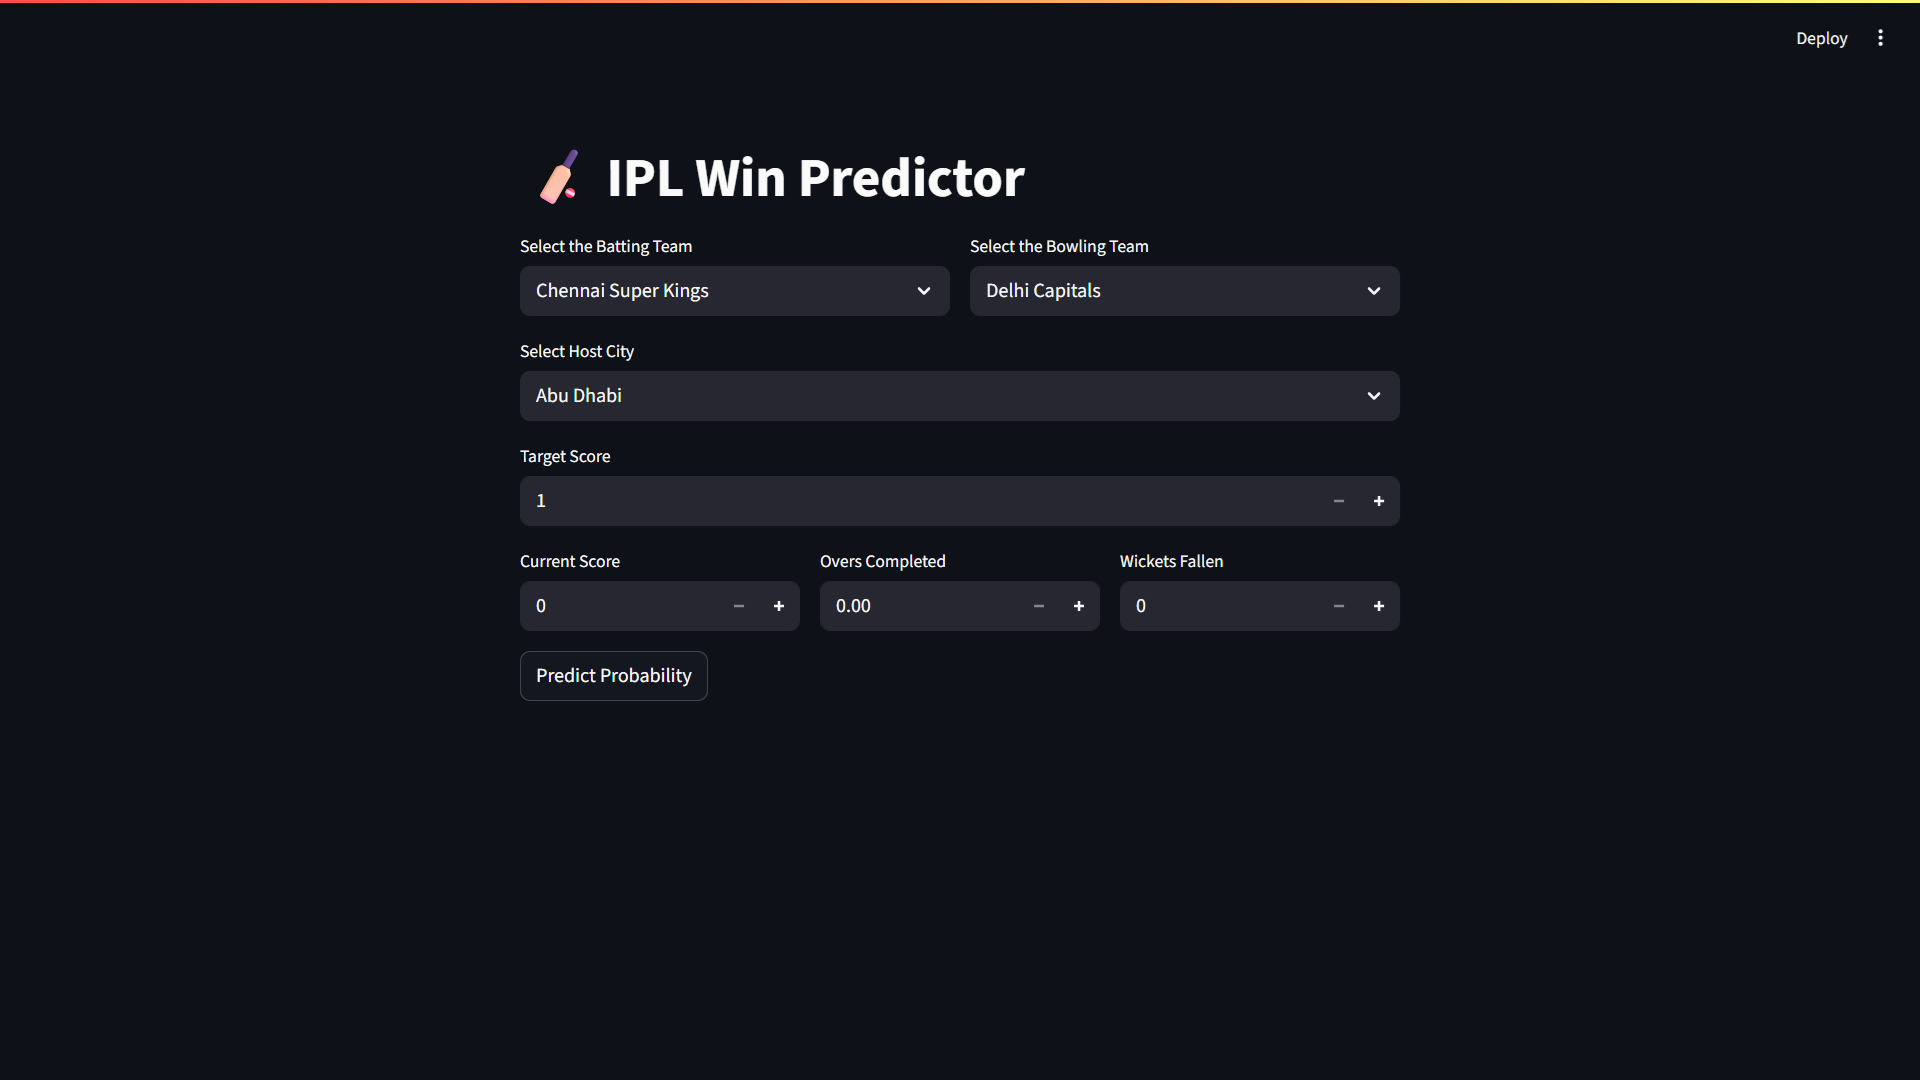 Deploy
IPL Win Predictor
Select the Batting Team
Select the Bowling Team
Chennai Super Kings
Delhi Capitals
Select Host City
Abu Dhabi
Target Score
1
Current Score
Overs Completed
Wickets Fallen
0
0.00
0
Predict Probability